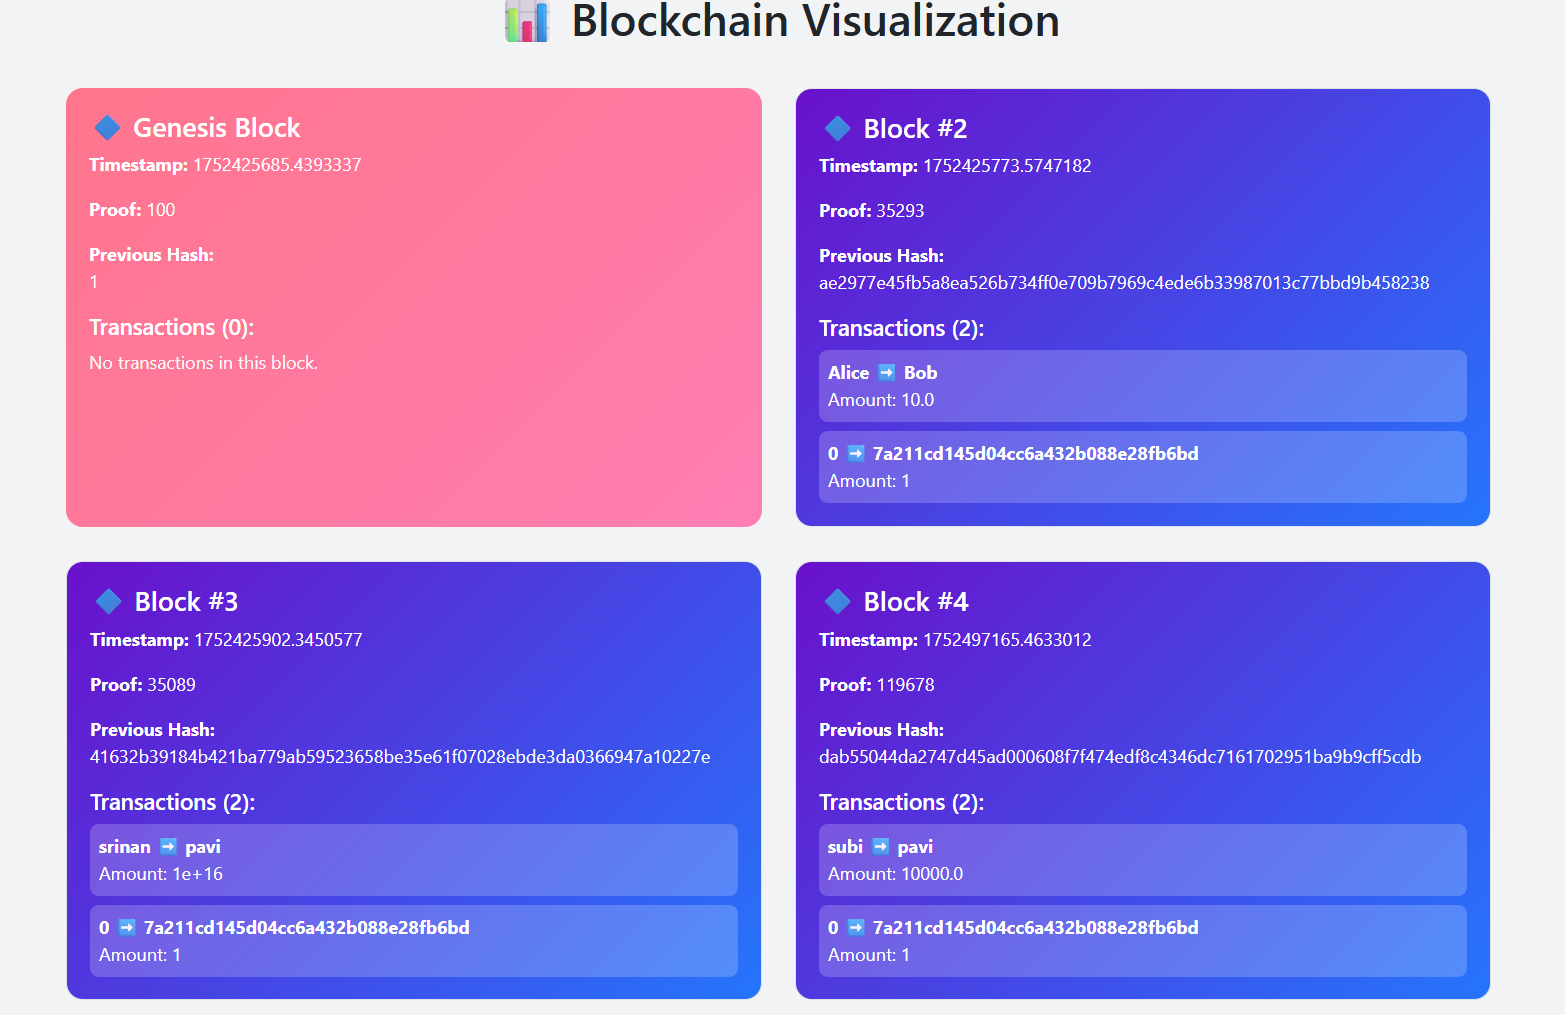 Blockchain Visualization
Genesis Block
Timestamp: 1752425685.4393337
Proof: 100
Previous Hash:
1
Transactions (0):
No transactions in this block.
Block #2
Timestamp: 1752425773.5747182
Proof: 35293
Previous Hash:
ae2977e45fb5a8ea526b734ff0e709b7969c4ede6b33987013c77bbd9b458238
Transactions (2):
Alice ➡️ Bob
Amount: 10.0
0 ➡️ 7a211cd145d04cc6a432b088e28fb6bd
Amount: 1
Block #3
Timestamp: 1752425902.3450577
Proof: 35089
Previous Hash:
41632b39184b421ba779ab59523658be35e61f07028ebde3da0366947a10227e
Transactions (2):
srinan ➡️ pavi
Amount: 1e+16
0 ➡️ 7a211cd145d04cc6a432b088e28fb6bd
Amount: 1
Block #4
Timestamp: 1752497165.4633012
Proof: 119678
Previous Hash:
dab55044da2747d45ad000608f7f474edf8c4346dc7161702951ba9b9cff5cdb
Transactions (2):
subi ➡️ pavi
Amount: 10000.0
0 ➡️ 7a211cd145d04cc6a432b088e28fb6bd
Amount: 1